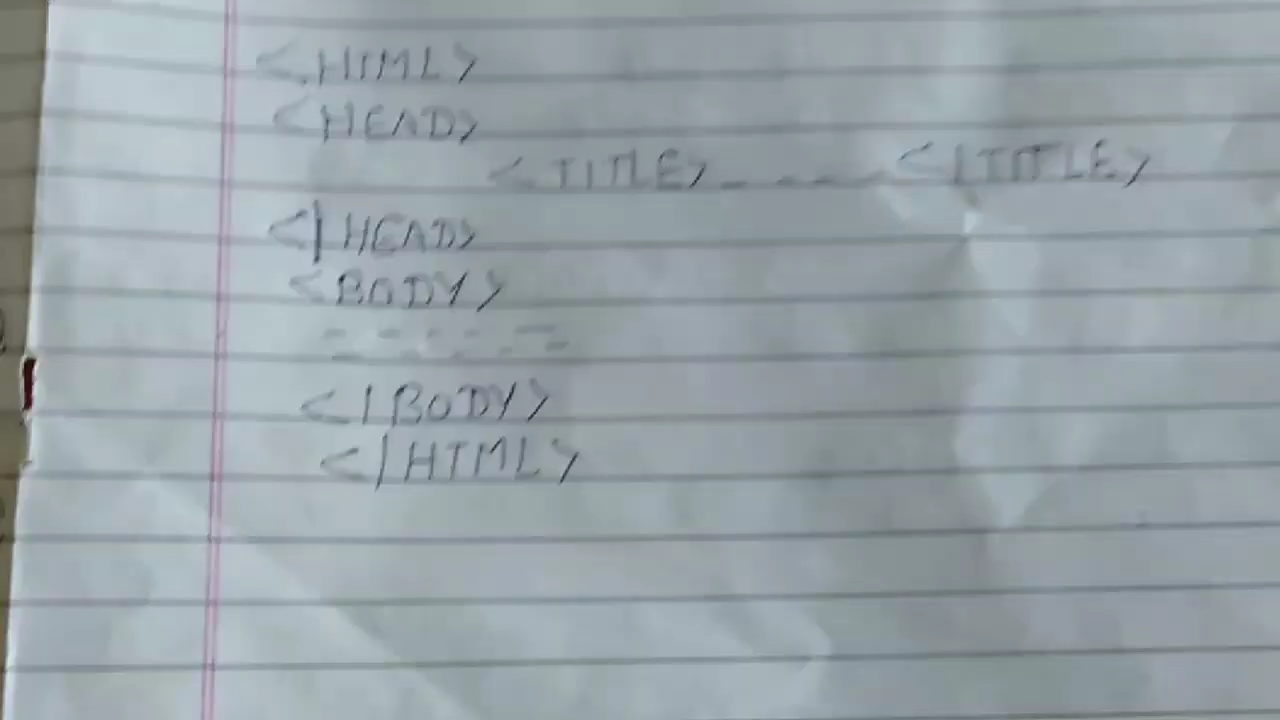 <HTML>
<HEAD>
<TITLE> - - - - </TITLE>
</HEAD>
<BODY>
- - - - - -
</BODY>
</HTML>